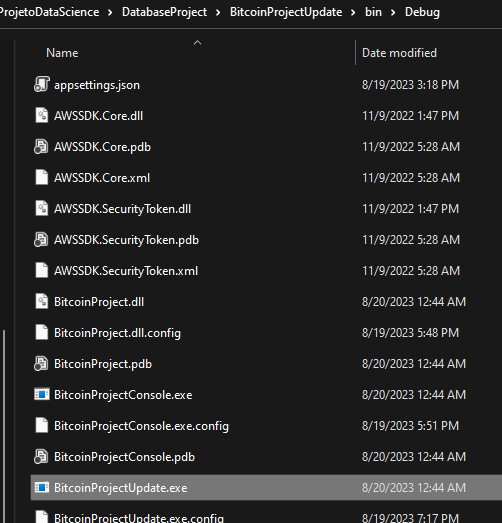 ProjetoDataScience > DatabaseProject > BitcoinProjectUpdate > bin > Debug
Name Date modified
appsettings.json 8/19/2023 3:18 PM
AWSSDK.Core.dll 11/9/2022 1:47 PM
AWSSDK.Core.pdb 11/9/2022 5:28 AM
AWSSDK.Core.xml 11/9/2022 5:28 AM
AWSSDK.SecurityToken.dll 11/9/2022 1:47 PM
AWSSDK.SecurityToken.pdb 11/9/2022 5:28 AM
AWSSDK.SecurityToken.xml 11/9/2022 5:28 AM
BitcoinProject.dll 8/20/2023 12:44 AM
BitcoinProject.dll.config 8/19/2023 5:48 PM
BitcoinProject.pdb 8/20/2023 12:44 AM
BitcoinProjectConsole.exe 8/20/2023 12:44 AM
BitcoinProjectConsole.exe.config 8/19/2023 5:51 PM
BitcoinProjectConsole.pdb 8/20/2023 12:44 AM
BitcoinProjectUpdate.exe 8/20/2023 12:44 AM
BitcoinProjectUpdate.exe.config 8/19/2023 7:17 PM